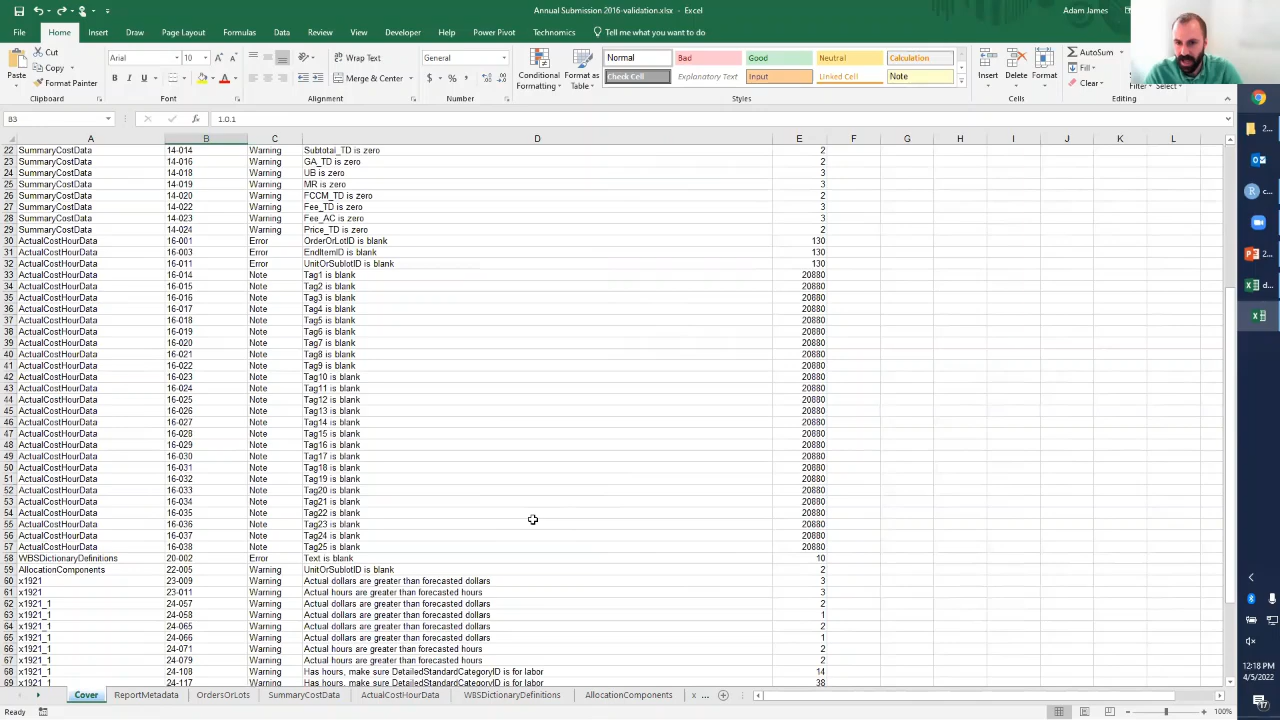 Annual Submission 2016-validation.xlsx - Excel
Adam James
File Home Insert Draw Page Layout Formulas Data Review View Developer Help Power Pivot Technomics Tell me what you want to do
Paste
Cut
Copy
Format Painter
Clipboard
Arial 10
B I U
Font
Wrap Text
Merge & Center
Alignment
General
$ % ,
Number
Conditional Formatting
Format as Table
Normal Bad Good Neutral Calculation
Check Cell Explanatory Text Input Linked Cell Note
Styles
Insert Delete Format
Cells
AutoSum
Fill
Clear
Editing
B3 fx 1.0.1
A B C D E F G H I J K L
22 SummaryCostData 14-014 Warning Subtotal_TD is zero 2
23 SummaryCostData 14-016 Warning GA_TD is zero 2
24 SummaryCostData 14-018 Warning UB is zero 3
25 SummaryCostData 14-019 Warning MR is zero 3
26 SummaryCostData 14-020 Warning FCCM_TD is zero 2
27 SummaryCostData 14-022 Warning Fee_TD is zero 3
28 SummaryCostData 14-023 Warning Fee_AC is zero 3
29 SummaryCostData 14-024 Warning Price_TD is zero 2
30 ActualCostHourData 16-001 Error OrderOrLotID is blank 130
31 ActualCostHourData 16-003 Error EndItemID is blank 130
32 ActualCostHourData 16-011 Error UnitOrSublotID is blank 130
33 ActualCostHourData 16-014 Note Tag1 is blank 20880
34 ActualCostHourData 16-015 Note Tag2 is blank 20880
35 ActualCostHourData 16-016 Note Tag3 is blank 20880
36 ActualCostHourData 16-017 Note Tag4 is blank 20880
37 ActualCostHourData 16-018 Note Tag5 is blank 20880
38 ActualCostHourData 16-019 Note Tag6 is blank 20880
39 ActualCostHourData 16-020 Note Tag7 is blank 20880
40 ActualCostHourData 16-021 Note Tag8 is blank 20880
41 ActualCostHourData 16-022 Note Tag9 is blank 20880
42 ActualCostHourData 16-023 Note Tag10 is blank 20880
43 ActualCostHourData 16-024 Note Tag11 is blank 20880
44 ActualCostHourData 16-025 Note Tag12 is blank 20880
45 ActualCostHourData 16-026 Note Tag13 is blank 20880
46 ActualCostHourData 16-027 Note Tag14 is blank 20880
47 ActualCostHourData 16-028 Note Tag15 is blank 20880
48 ActualCostHourData 16-029 Note Tag16 is blank 20880
49 ActualCostHourData 16-030 Note Tag17 is blank 20880
50 ActualCostHourData 16-031 Note Tag18 is blank 20880
51 ActualCostHourData 16-032 Note Tag19 is blank 20880
52 ActualCostHourData 16-033 Note Tag20 is blank 20880
53 ActualCostHourData 16-034 Note Tag21 is blank 20880
54 ActualCostHourData 16-035 Note Tag22 is blank 20880
55 ActualCostHourData 16-036 Note Tag23 is blank 20880
56 ActualCostHourData 16-037 Note Tag24 is blank 20880
57 ActualCostHourData 16-038 Note Tag25 is blank 20880
58 WBSDictionaryDefinitions 20-002 Error Text is blank 10
59 AllocationComponents 22-005 Warning UnitOrSublotID is blank 2
60 x1921 23-009 Warning Actual dollars are greater than forecasted dollars 3
61 x1921 23-011 Warning Actual hours are greater than forecasted hours 3
62 x1921_1 24-057 Warning Actual dollars are greater than forecasted dollars 2
63 x1921_1 24-058 Warning Actual dollars are greater than forecasted dollars 1
64 x1921_1 24-065 Warning Actual dollars are greater than forecasted dollars 2
65 x1921_1 24-066 Warning Actual dollars are greater than forecasted dollars 1
66 x1921_1 24-071 Warning Actual hours are greater than forecasted hours 2
67 x1921_1 24-079 Warning Actual hours are greater than forecasted hours 2
68 x1921_1 24-108 Warning Has hours, make sure DetailedStandardCategoryID is for labor 14
69 x1921_1 24-117 Warning Has hours, make sure DetailedStandardCategoryID is for labor 38
Cover ReportMetadata OrdersOrLots SummaryCostData ActualCostHourData WBSDictionaryDefinitions AllocationComponents x ...
Ready
100%
12:18 PM
4/5/2022